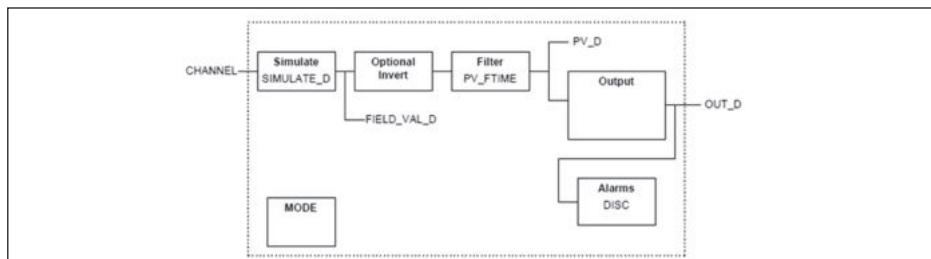 CHANNEL
Simulate
SIMULATE_D
Optional
Invert
Filter
PV_FTIME
PV_D
Output
OUT_D
FIELD_VAL_D
Alarms
DISC
MODE